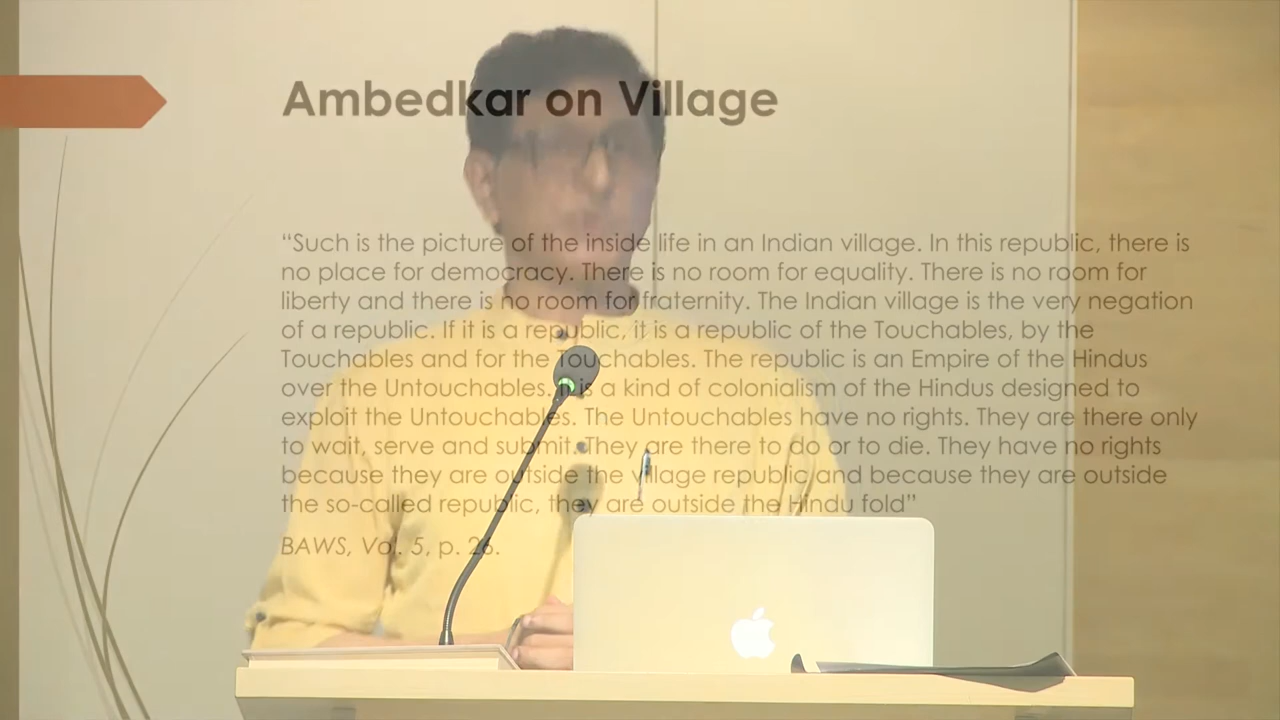 Ambedkar on Village
“Such is the picture of the inside life in an Indian village. In this republic, there is
no place for democracy. There is no room for equality. There is no room for
liberty and there is no room for fraternity. The Indian village is the very negation
of a republic. If it is a republic, it is a republic of the Touchables, by the
Touchables and for the Touchables. The republic is an Empire of the Hindus
over the Untouchables. It is a kind of colonialism of the Hindus designed to
exploit the Untouchables. The Untouchables have no rights. They are there only
to wait, serve and submit. They are there to do or to die. They have no rights
because they are outside the village republic and because they are outside
the so-called republic, they are outside the Hindu fold”
BAWS, Vol. 5, p. 26.